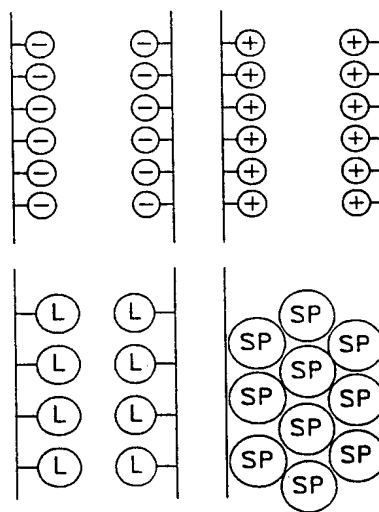 − − + +
− − + +
− − + +
− − + +
− − + +
− − + +
L L
L L
L L
L L
SP
SP SP
SP
SP SP
SP
SP SP
SP